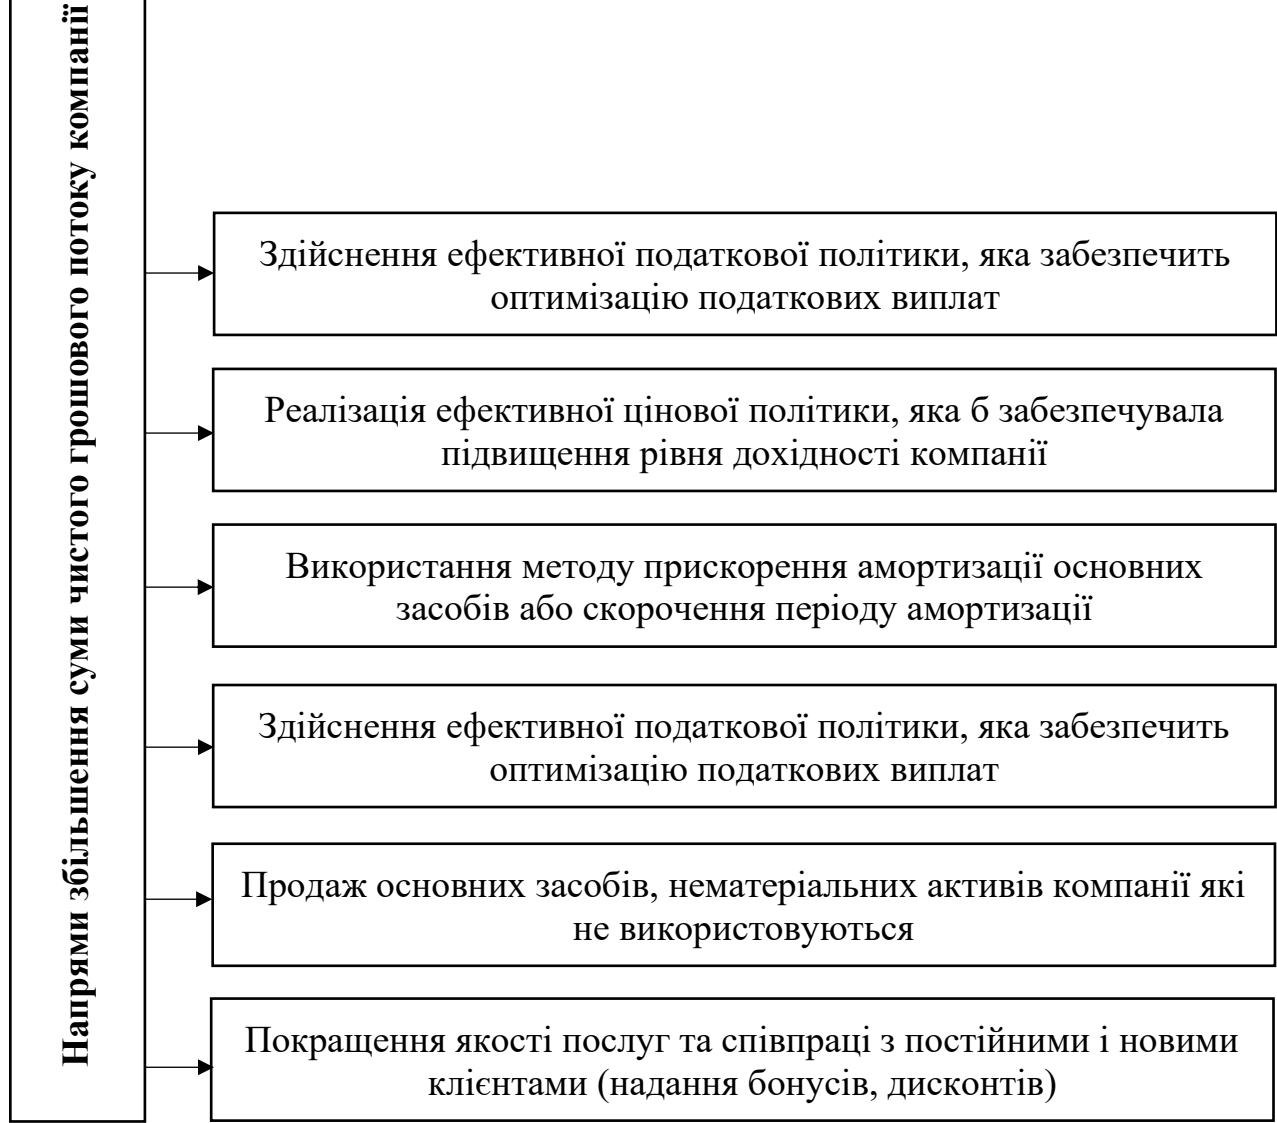 Напрями збільшення суми чистого грошового потоку компанії
Здійснення ефективної податкової політики, яка забезпечить
оптимізацію податкових виплат
Реалізація ефективної цінової політики, яка б забезпечувала
підвищення рівня дохідності компанії
Використання методу прискорення амортизації основних
засобів або скорочення періоду амортизації
Здійснення ефективної податкової політики, яка забезпечить
оптимізацію податкових виплат
Продаж основних засобів, нематеріальних активів компанії які
не використовуються
Покращення якості послуг та співпраці з постійними і новими
клієнтами (надання бонусів, дисконтів)